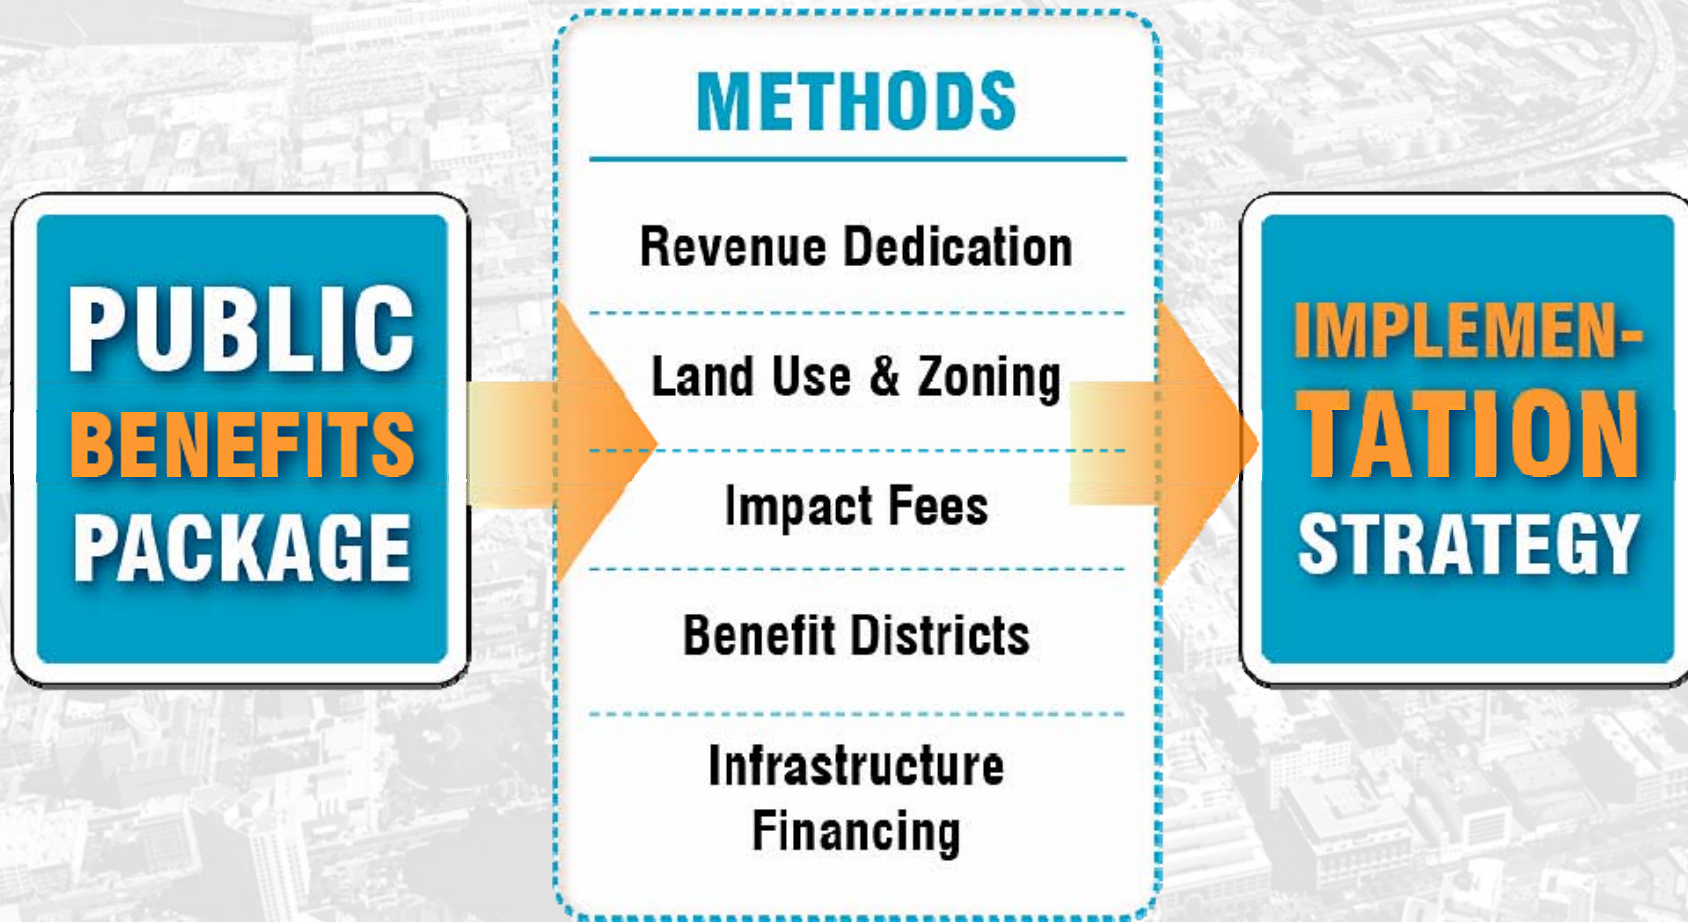 PUBLIC
BENEFITS
PACKAGE
METHODS
Revenue Dedication
Land Use & Zoning
Impact Fees
Benefit Districts
Infrastructure
Financing
IMPLEMEN-
TATION
STRATEGY